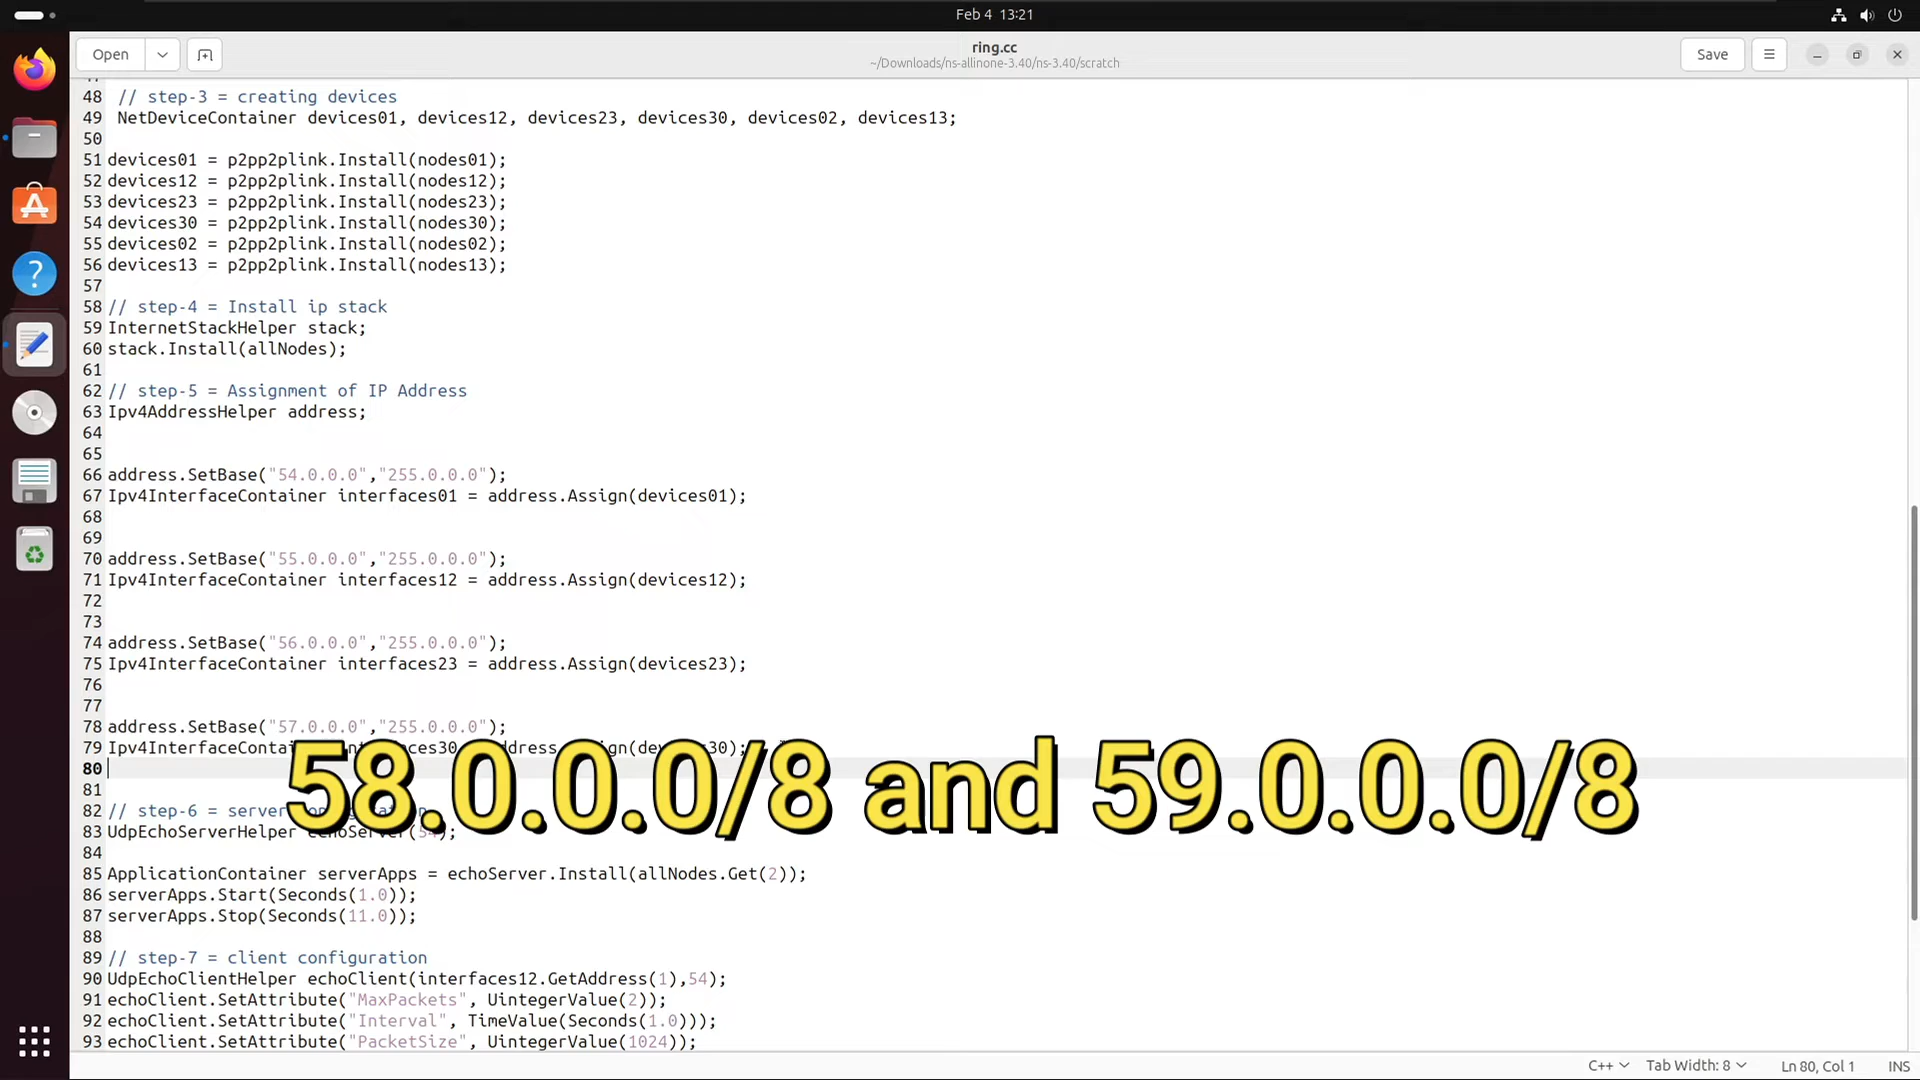 Feb 4 13:21
Open
ring.cc
~/Downloads/ns-allinone-3.40/ns-3.40/scratch
Save
48 // step-3 = creating devices
49 NetDeviceContainer devices01, devices12, devices23, devices30, devices02, devices13;
50
51 devices01 = p2pp2plink.Install(nodes01);
52 devices12 = p2pp2plink.Install(nodes12);
53 devices23 = p2pp2plink.Install(nodes23);
54 devices30 = p2pp2plink.Install(nodes30);
55 devices02 = p2pp2plink.Install(nodes02);
56 devices13 = p2pp2plink.Install(nodes13);
57
58 // step-4 = Install ip stack
59 InternetStackHelper stack;
60 stack.Install(allNodes);
61
62 // step-5 = Assignment of IP Address
63 Ipv4AddressHelper address;
64
65
66 address.SetBase("54.0.0.0","255.0.0.0");
67 Ipv4InterfaceContainer interfaces01 = address.Assign(devices01);
68
69
70 address.SetBase("55.0.0.0","255.0.0.0");
71 Ipv4InterfaceContainer interfaces12 = address.Assign(devices12);
72
73
74 address.SetBase("56.0.0.0","255.0.0.0");
75 Ipv4InterfaceContainer interfaces23 = address.Assign(devices23);
76
77
78 address.SetBase("57.0.0.0","255.0.0.0");
79
80
58.0.0.0/8 and 59.0.0.0/8
81
82 // step-6 =
83 UdpEchoServerHelper
84
85 ApplicationContainer serverApps = echoServer.Install(allNodes.Get(2));
86 serverApps.Start(Seconds(1.0));
87 serverApps.Stop(Seconds(11.0));
88
89 // step-7 = client configuration
90 UdpEchoClientHelper echoClient(interfaces12.GetAddress(1),54);
91 echoClient.SetAttribute("MaxPackets", UintegerValue(2));
92 echoClient.SetAttribute("Interval", TimeValue(Seconds(1.0)));
93 echoClient.SetAttribute("PacketSize", UintegerValue(1024));
C++ Tab Width: 8 Ln 80, Col 1 INS